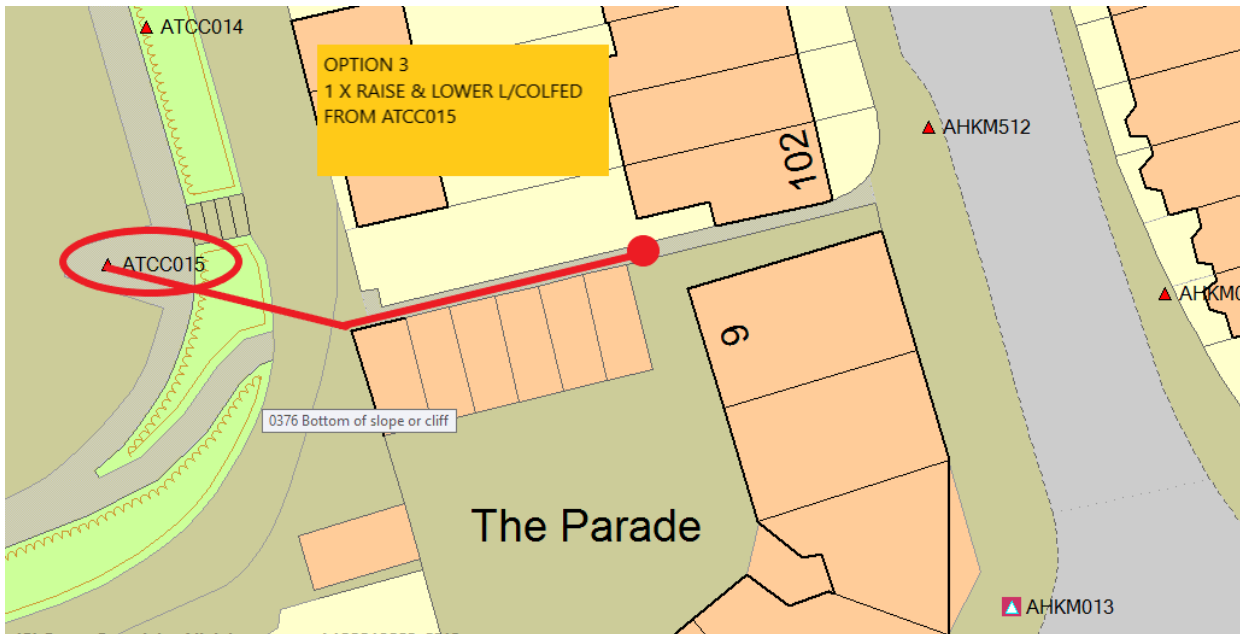 ATCC014
OPTION 3
1 X RAISE & LOWER L/COLFED
FROM ATCC015
102
AHKM512
ATCC015
AHKM0
9
0376 Bottom of slope or cliff
The Parade
AHKM013